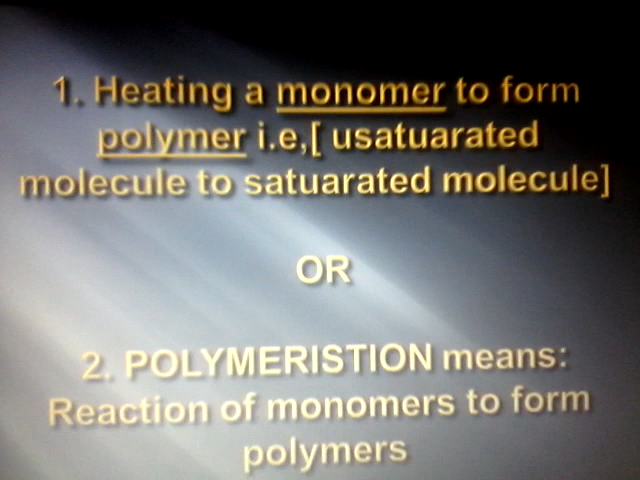 1. Heating a monomer to form
polymer i.e,[ usatuarated
molecule to satuarated molecule]
OR
2. POLYMERISTION means:
Reaction of monomers to form
polymers